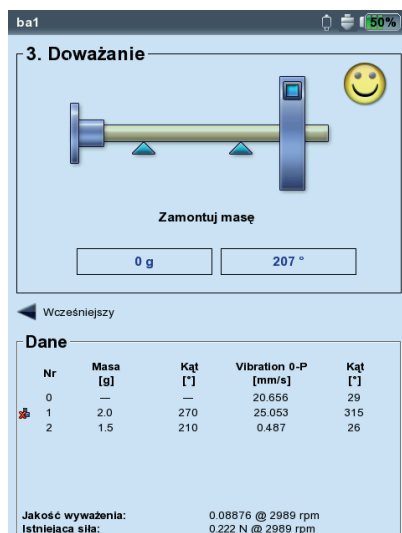 ba1 50%
3. Doważanie
Zamontuj masę
0 g 207 °
Wcześniejszy
Dane
Nr Masa [g] Kąt [°] Vibration 0-P [mm/s] Kąt [°]
0 — — 20.656 29
1 2.0 270 25.053 315
2 1.5 210 0.487 26
Jakość wyważenia: 0.08876 @ 2989 rpm
Istniejąca siła: 0.222 N @ 2989 rpm